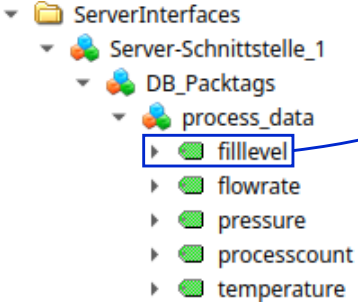 ServerInterfaces
Server-Schnittstelle_1
DB_Packtags
process_data
filllevel
flowrate
pressure
processcount
temperature